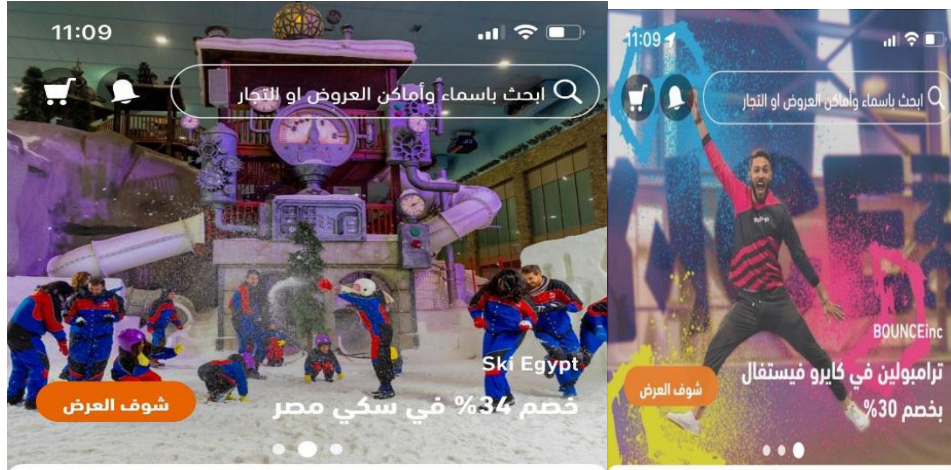 11:09
ابحث باسماء وأماكن العروض او التجار
Ski Egypt
خصم 34% في سكي مصر
شوف العرض
11:09
ابحث باسماء وأماكن العروض او التجار
BOUNCEinc
ترامبولين في كايرو فيستفال
بخصم 30%
شوف العرض